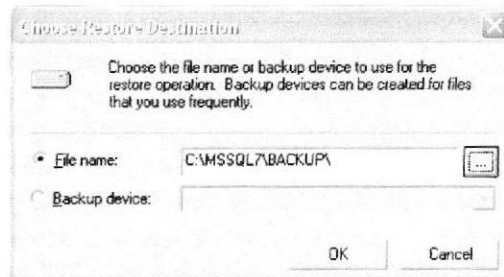 Choose Restore Destination
Choose the file name or backup device to use for the
restore operation. Backup devices can be created for files
that you use frequently.
File name:
C:\MSSQL7\BACKUP\
...
Backup device:
OK
Cancel